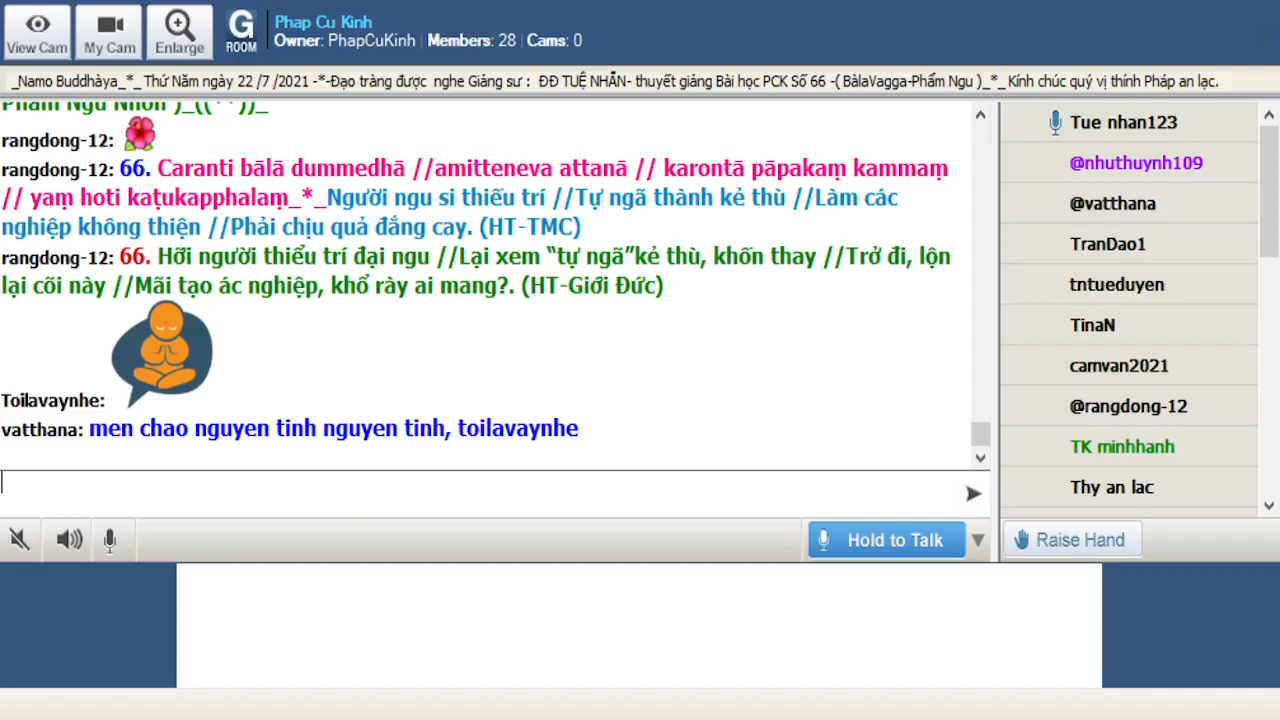 Phap Cu Kinh
Owner: PhapCuKinh | Members: 28 | Cams: 0
View Cam
My Cam
Enlarge
G
ROOM
_Namo Buddhàya_*_ Thứ Năm ngày 22 /7 /2021 -*-Đạo tràng được nghe Giảng sư : ĐĐ TUỆ NHẪN- thuyết giảng Bài học PCK Số 66 -( BàlaVagga-Phẩm Ngu )_*_ Kính chúc quý vị thính Pháp an lạc.
Phẩm Ngu Nhơn )_((**))_
rangdong-12:
rangdong-12: 66. Caranti bālā dummedhā //amitteneva attanā // karontā pāpakaṃ kammaṃ
// yaṃ hoti kaṭukapphalaṃ_*_Người ngu si thiếu trí //Tự ngã thành kẻ thù //Làm các
nghiệp không thiện //Phải chịu quả đắng cay. (HT-TMC)
rangdong-12: 66. Hỡi người thiểu trí đại ngu //Lại xem “tự ngã”kẻ thù, khốn thay //Trở đi, lộn
lại cõi này //Mãi tạo ác nghiệp, khổ rày ai mang?. (HT-Giới Đức)
Toilavaynhe:
vatthana: men chao nguyen tinh nguyen tinh, toilavaynhe
Hold to Talk
Tue nhan123
@nhuthuynh109
@vatthana
TranDao1
tntueduyen
TinaN
camvan2021
@rangdong-12
TK minhhanh
Thy an lac
Raise Hand